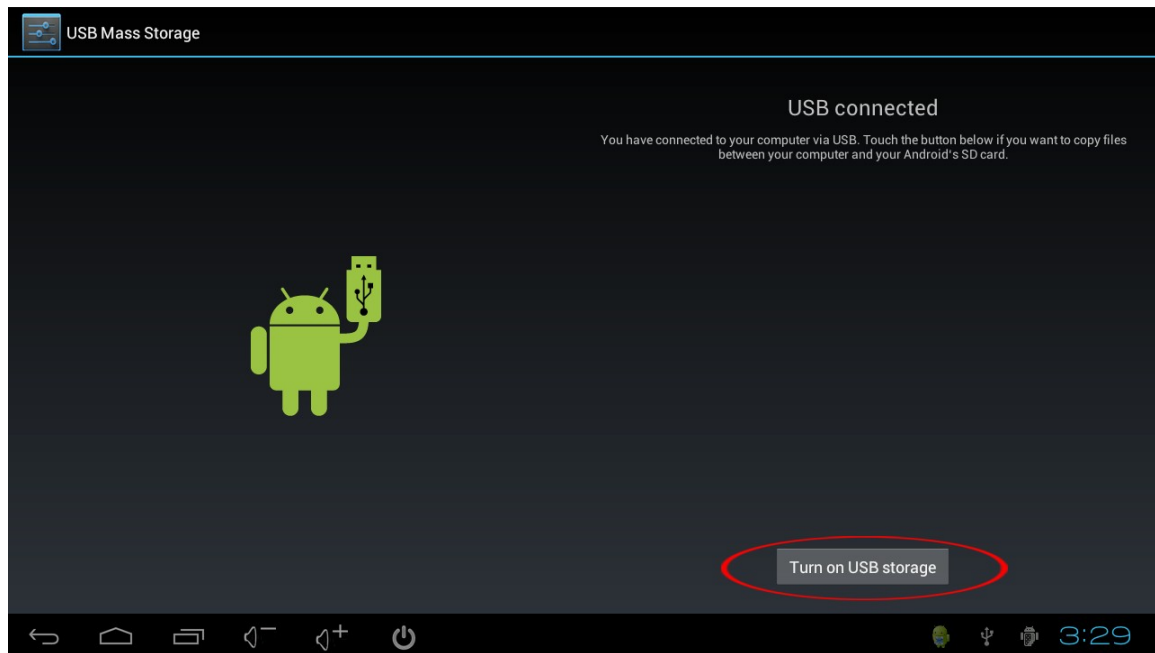 USB Mass Storage
USB connected
You have connected to your computer via USB. Touch the button below if you want to copy files
between your computer and your Android's SD card.
Turn on USB storage
3:29